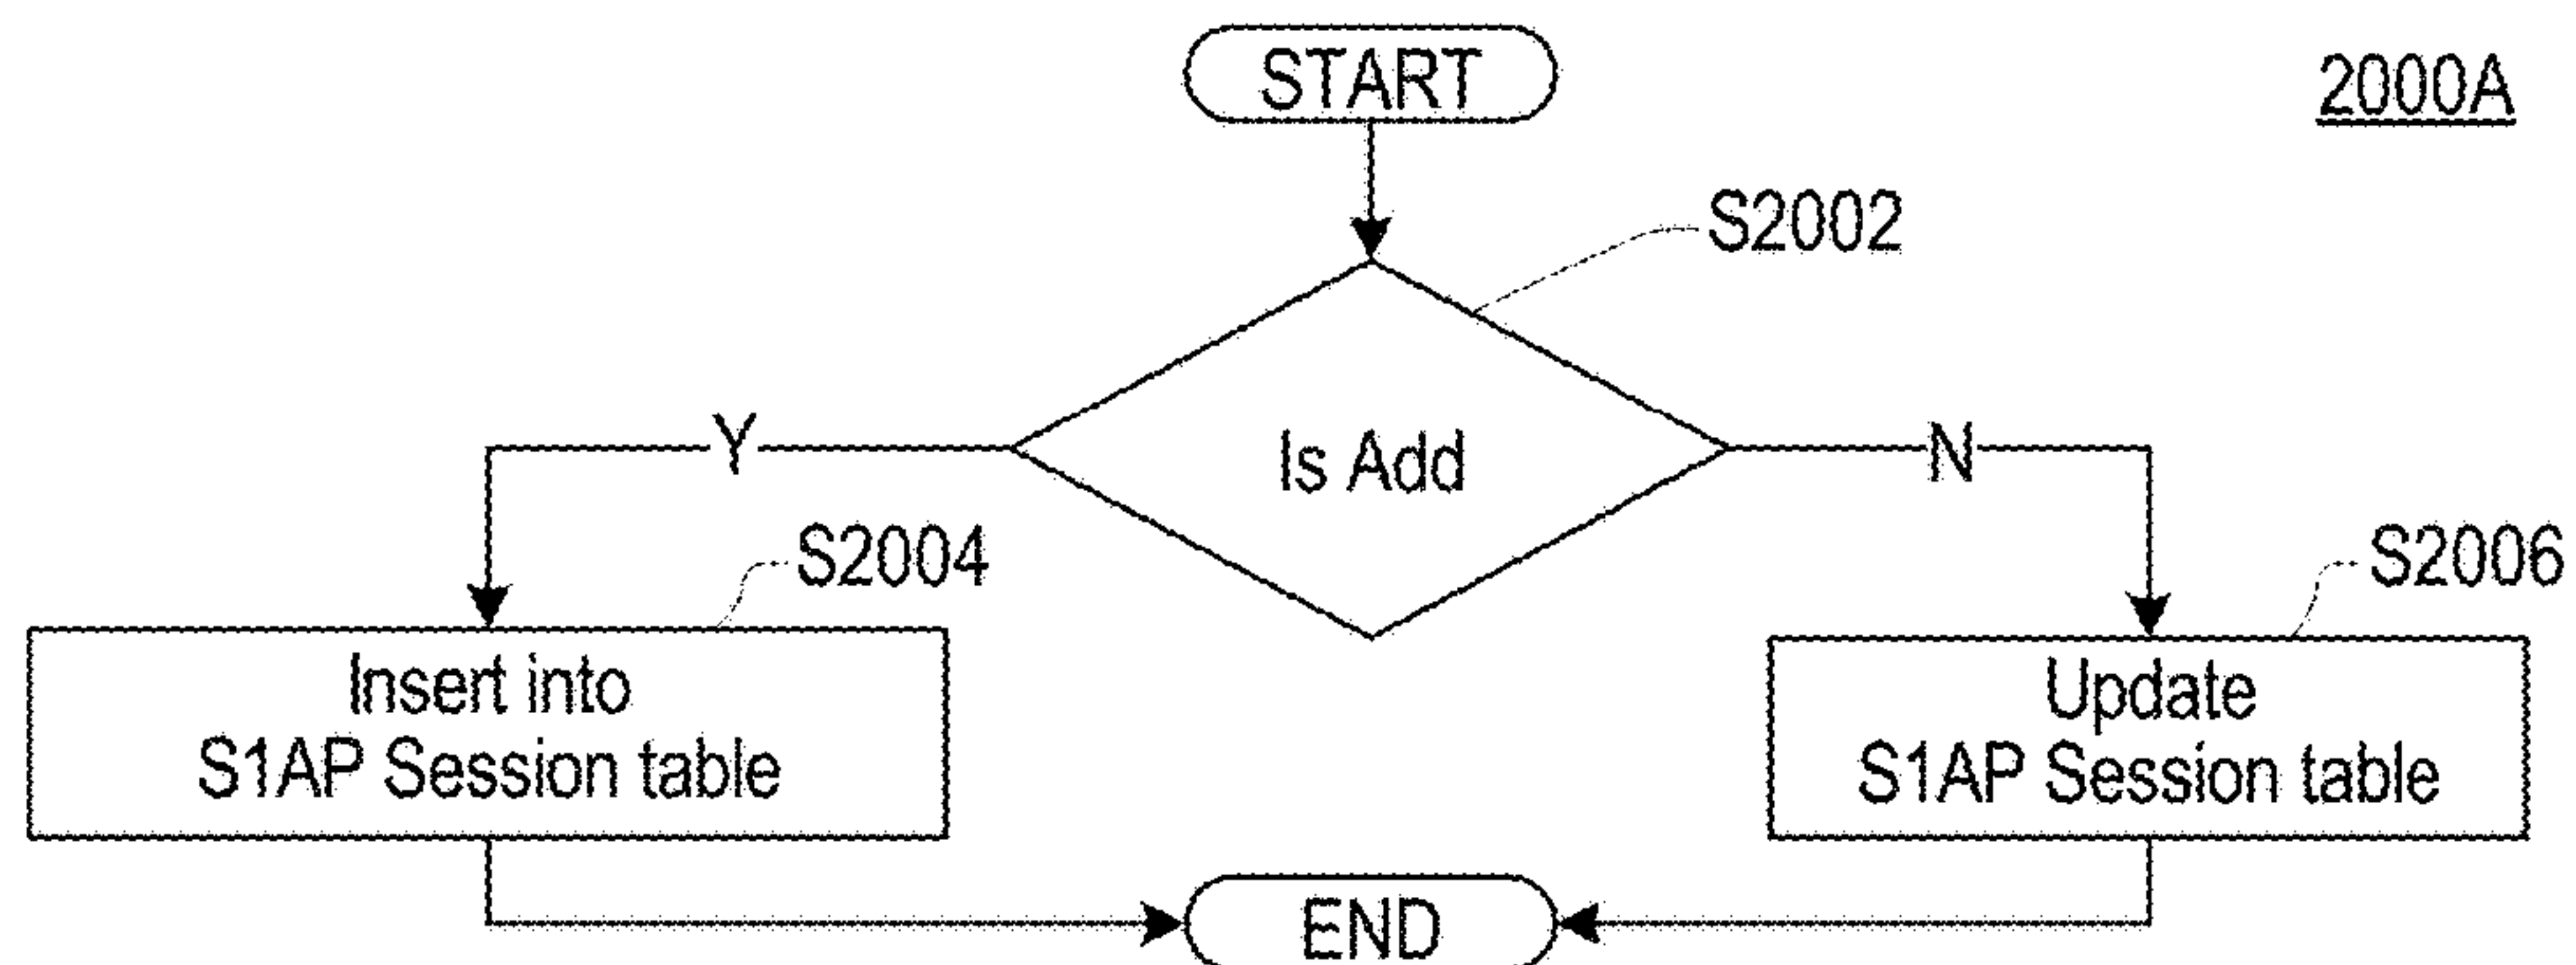 START
2000A
S2002
Is Add
Y
N
S2004
S2006
Insert into
S1AP Session table
Update
S1AP Session table
END